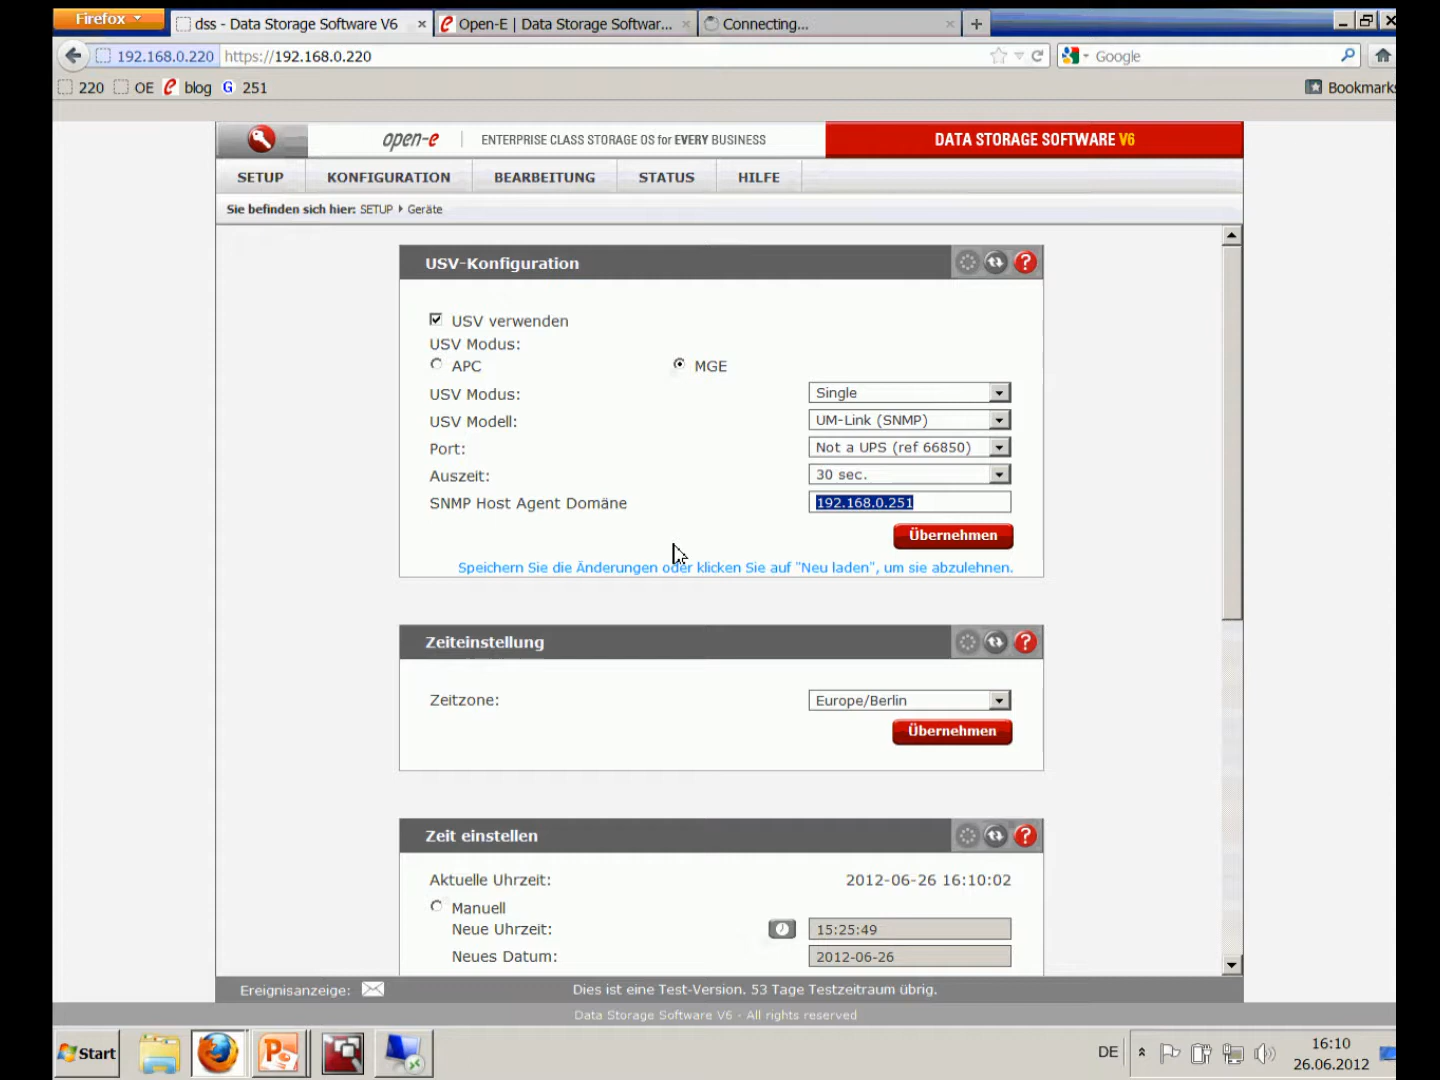 Firefox
dss - Data Storage Software V6
Open-E | Data Storage Softwar...
Connecting...
192.168.0.220 https://192.168.0.220
Google
220 OE blog G 251
Bookmarks
open-e ENTERPRISE CLASS STORAGE OS for EVERY BUSINESS DATA STORAGE SOFTWARE V6
SETUP KONFIGURATION BEARBEITUNG STATUS HILFE
Sie befinden sich hier: SETUP Geräte
USV-Konfiguration
USV verwenden
USV Modus:
APC MGE
USV Modus: Single
USV Modell: UM-Link (SNMP)
Port: Not a UPS (ref 66850)
Auszeit: 30 sec.
SNMP Host Agent Domäne 192.168.0.251
Übernehmen
Speichern Sie die Änderungen oder klicken Sie auf "Neu laden", um sie abzulehnen.
Zeiteinstellung
Zeitzone: Europe/Berlin
Übernehmen
Zeit einstellen
Aktuelle Uhrzeit: 2012-06-26 16:10:02
Manuell
Neue Uhrzeit: 15:25:49
Neues Datum: 2012-06-26
Ereignisanzeige: Dies ist eine Test-Version. 53 Tage Testzeitraum übrig.
Data Storage Software V6 - All rights reserved
Start
DE
16:10
26.06.2012